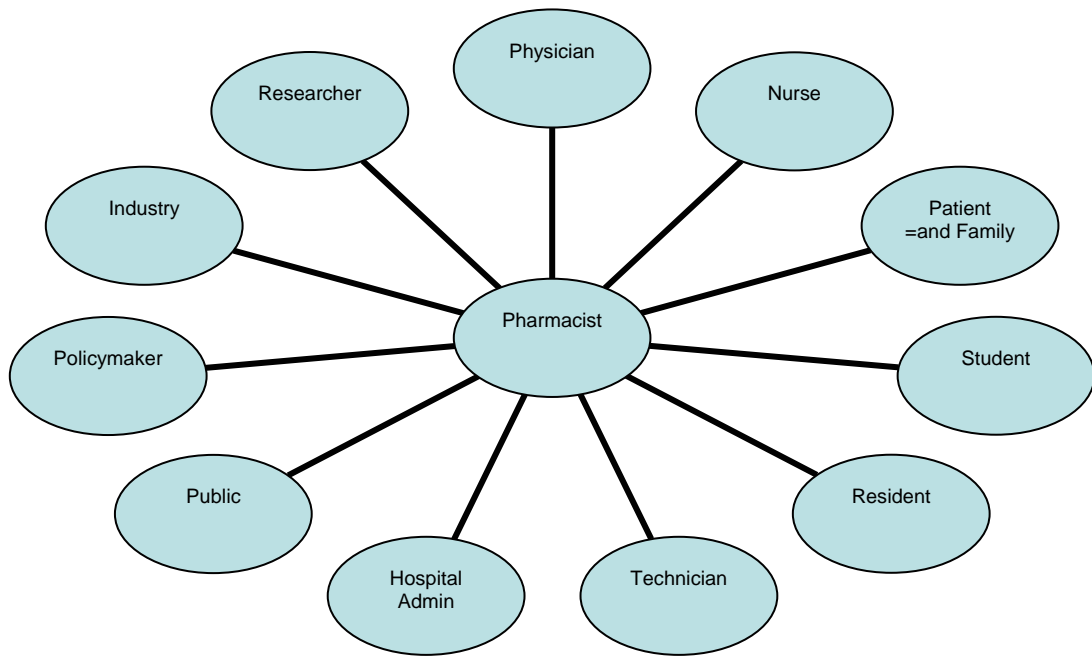 Physician
Researcher
Nurse
Industry
Patient
=and Family
Pharmacist
Policymaker
Student
Public
Resident
Hospital
Admin
Technician